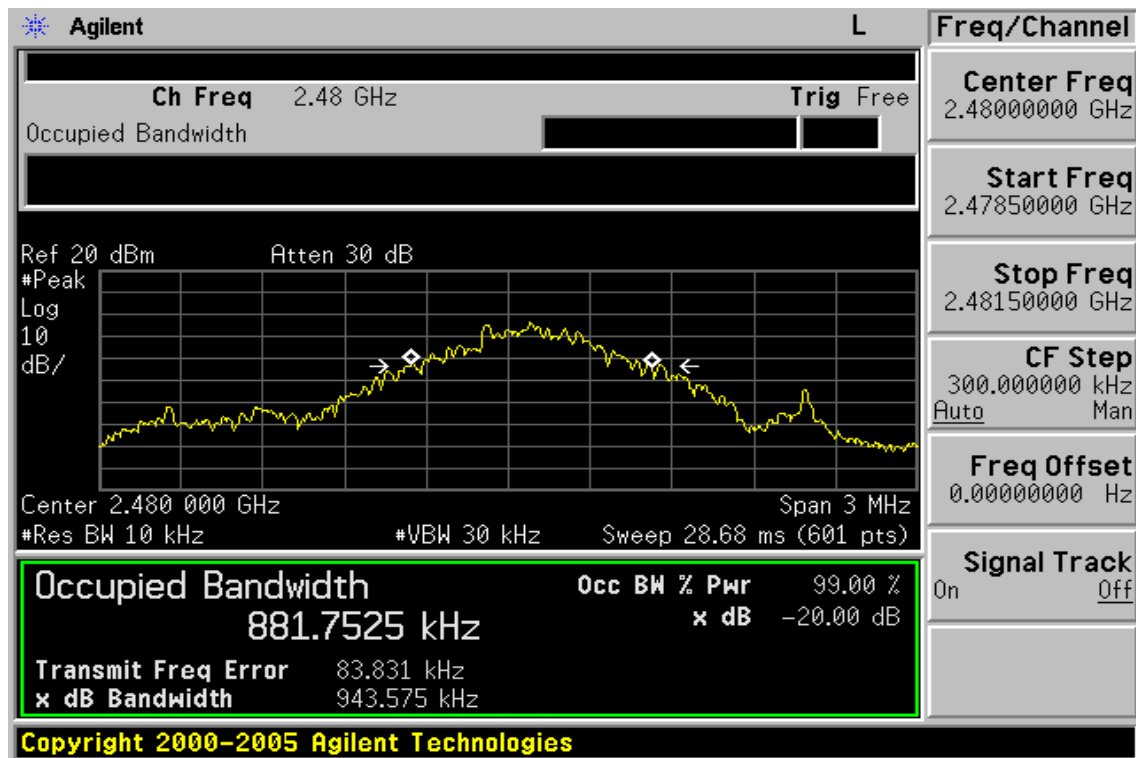 Agilent L
Ch Freq 2.48 GHz Trig Free
Occupied Bandwidth
Ref 20 dBm Atten 30 dB
#Peak
Log
10
dB/
Center 2.480 000 GHz Span 3 MHz
#Res BW 10 kHz #VBW 30 kHz Sweep 28.68 ms (601 pts)
Occupied Bandwidth
881.7525 kHz
Occ BW % Pwr 99.00 %
x dB -20.00 dB
Transmit Freq Error 83.831 kHz
x dB Bandwidth 943.575 kHz
Copyright 2000-2005 Agilent Technologies
Freq/Channel
Center Freq
2.48000000 GHz
Start Freq
2.47850000 GHz
Stop Freq
2.48150000 GHz
CF Step
300.000000 kHz
Auto Man
Freq Offset
0.00000000 Hz
Signal Track
On Off